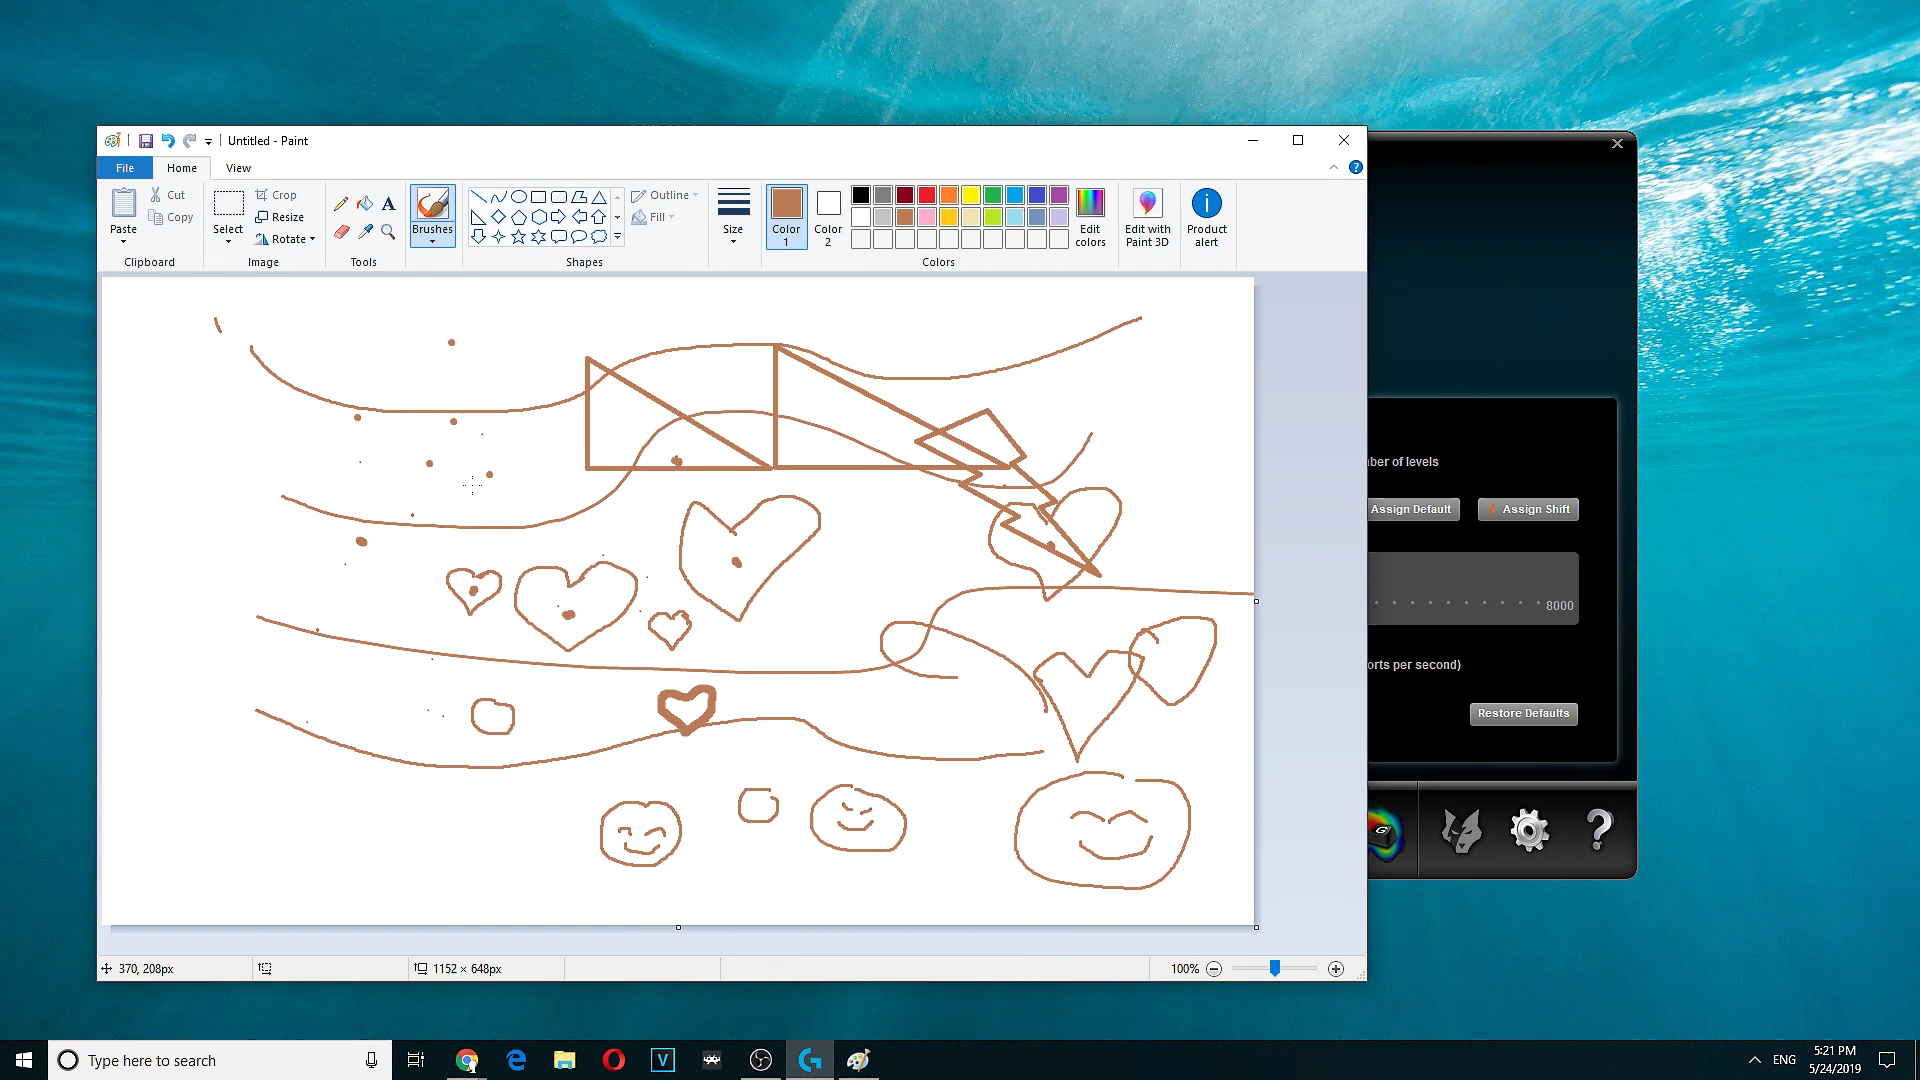 Untitled - Paint
File
Home
View
Paste
Cut
Copy
Clipboard
Select
Crop
Resize
Rotate
Image
A
Tools
Brushes
Outline
Fill
Shapes
Size
Color 1
Color 2
Edit colors
Colors
Edit with Paint 3D
Product alert
ber of levels
Assign Default
! Assign Shift
8000
orts per second)
Restore Defaults
G
?
370, 208px
1152 × 648px
100%
Type here to search
V
ENG
5:21 PM
5/24/2019